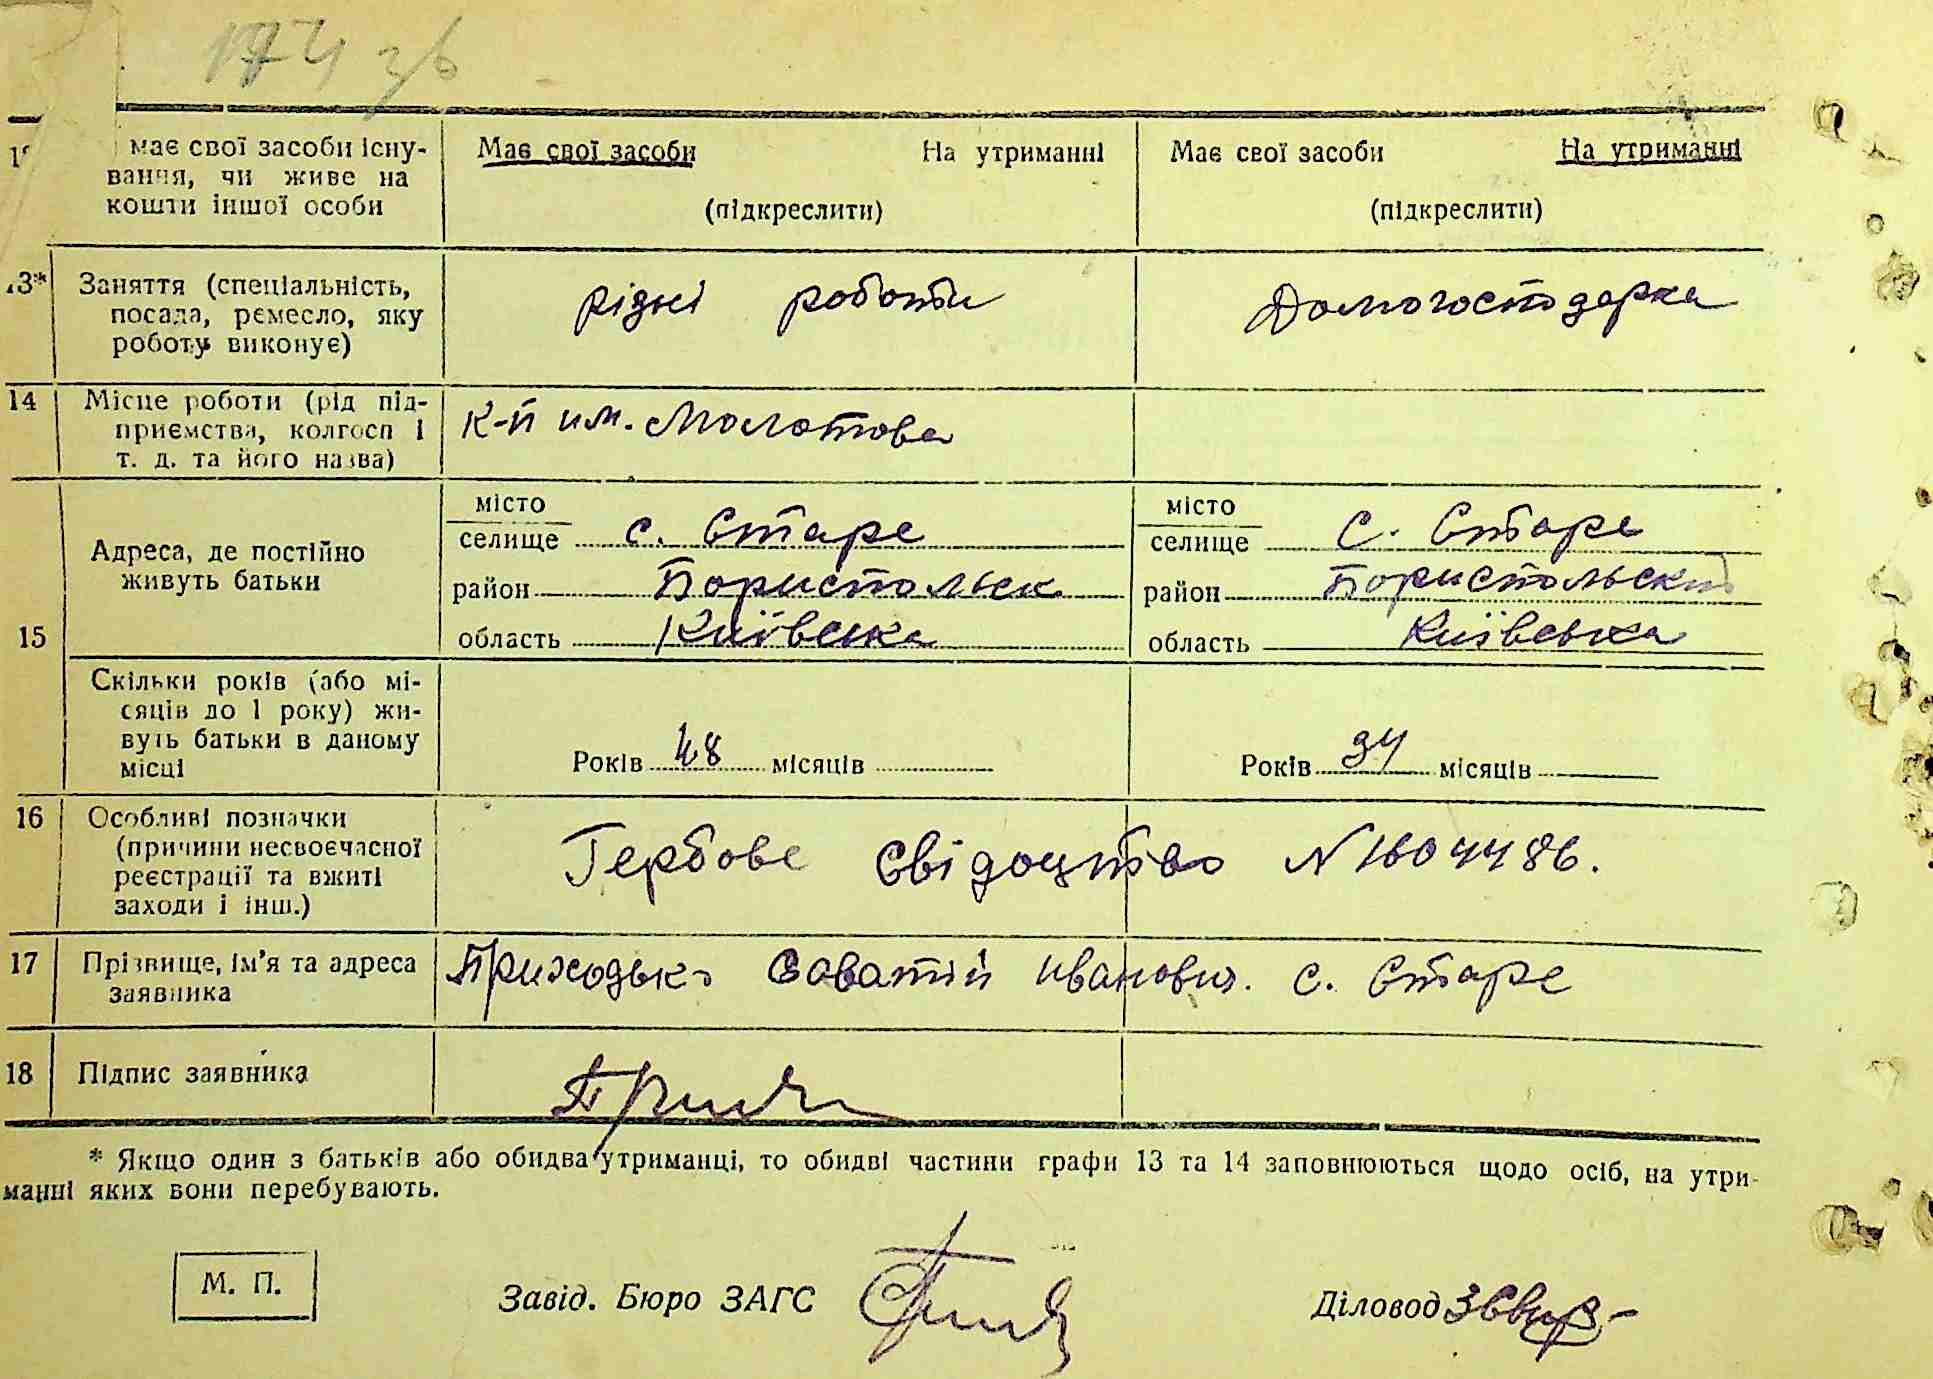 174 зв
має свої засоби існу- Має свої засоби На утриманні Має свої засоби На утриманні
вання, чи живе на
кошти іншої особи (підкреслити) (підкреслити)
13* Заняття (спеціальність,
посада, ремесло, яку
роботу виконує)
рідні роботи Домогосподарка
14 Місце роботи (рід під-
приємства, колгосп і
т. д. та його назва)
К-п им. Молотова
15 Адреса, де постійно
живуть батьки
місто місто
селище с. Старе селище с. Старе
район Бориспольск район Бориспольский
область Київська область Київська
Скільки років (або мі-
сяців до 1 року) жи-
вуть батьки в даному
місці
Років 48 місяців Років 34 місяців
16 Особливі позначки
(причини несвоєчасної
реєстрації та вжиті
заходи і інш.)
Гербове свідоцтво N 1604486.
17 Прізвище, ім'я та адреса
заявника
Приходько Саватій Иванович. с. Старе
18 Підпис заявника
* Якщо один з батьків або обидва утриманці, то обидві частини графи 13 та 14 заповнюються щодо осіб, на утри-
манні яких вони перебувають.
М. П. Завід. Бюро ЗАГС Діловод